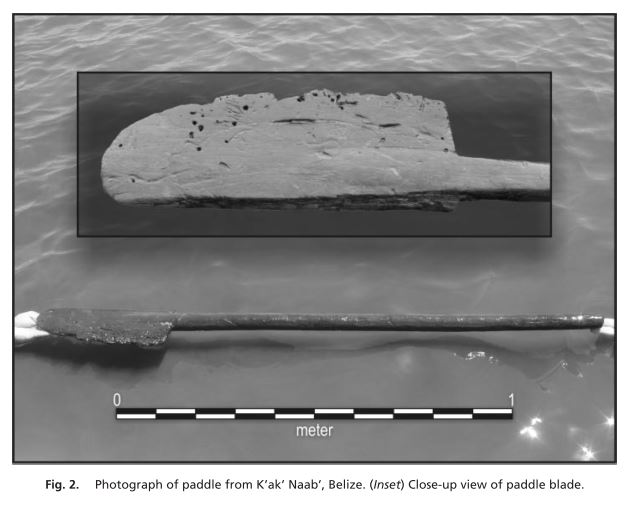 0 1
meter
Fig. 2. Photograph of paddle from K'ak' Naab', Belize. (Inset) Close-up view of paddle blade.